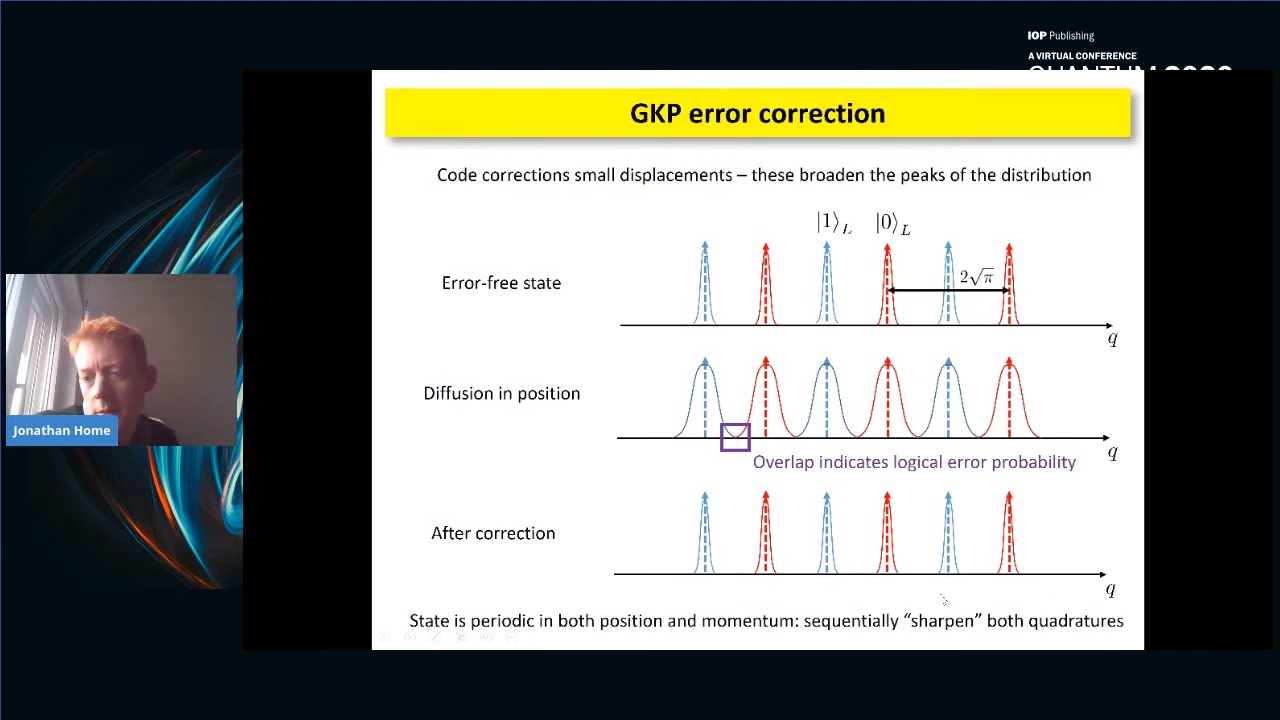 IOP Publishing
A VIRTUAL CONFERENCE
GKP error correction
Code corrections small displacements – these broaden the peaks of the distribution
|1⟩L |0⟩L
2√π
Error-free state
q
Diffusion in position
q
Overlap indicates logical error probability
Jonathan Home
After correction
q
State is periodic in both position and momentum: sequentially “sharpen” both quadratures